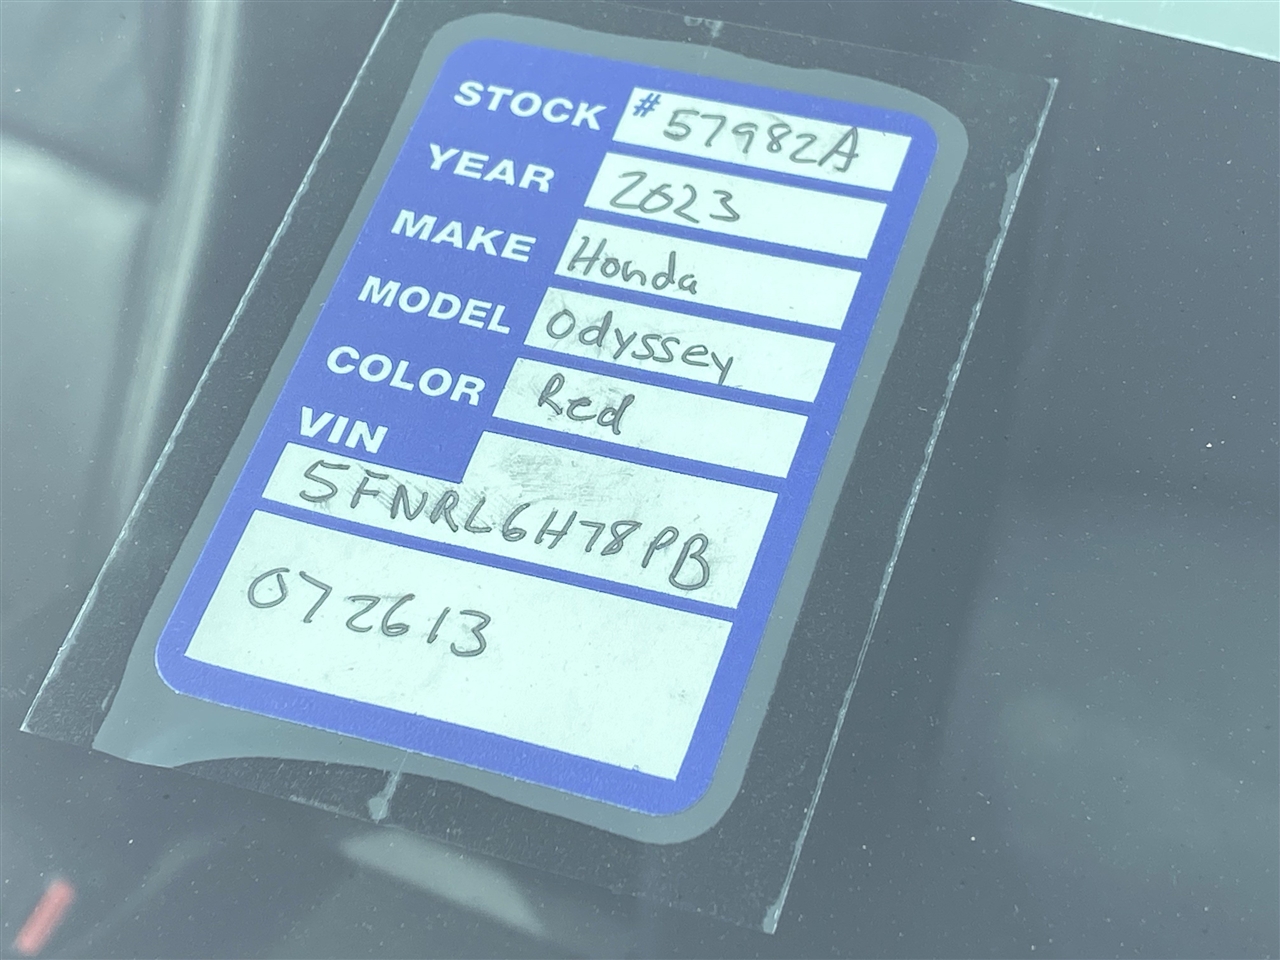 STOCK #57982A
YEAR 2023
MAKE Honda
MODEL Odyssey
COLOR Red
VIN
5FNRL6H78PB
072613